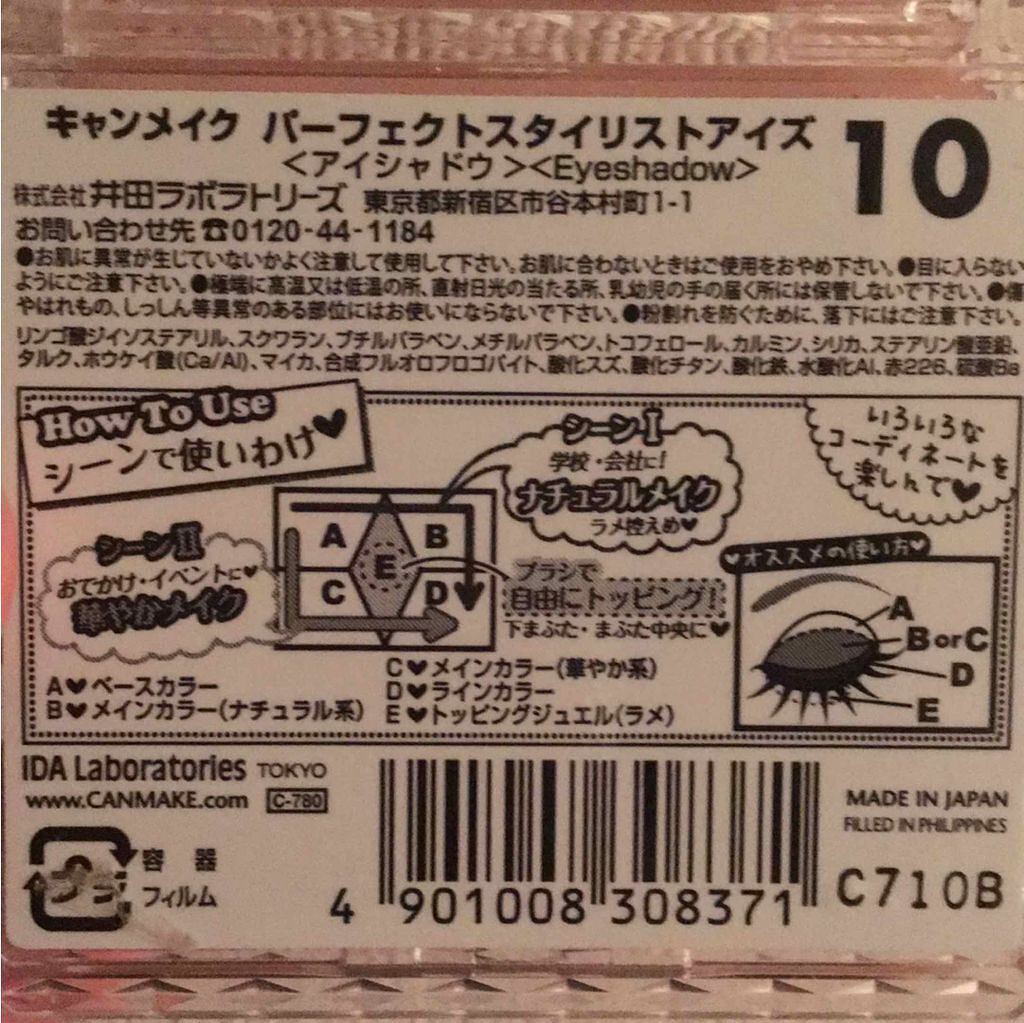 キャンメイク パーフェクトスタイリストアイズ 10
＜アイシャドウ＞＜Eyeshadow＞
株式会社 井田ラボラトリーズ 東京都新宿区市谷本村町1-1
お問い合わせ先 ☎0120-44-1184
●お肌に異常が生じていないかよく注意して使用して下さい。お肌に合わないときはご使用をおやめ下さい。●目に入らない
ようにご注意下さい。●極端に高温又は低温の所、直射日光の当たる所、乳幼児の手の届く所には保管しないで下さい。●傷
やはれもの、しっしん等異常のある部位にはお使いにならないで下さい。●粉割れを防ぐために、落下にはご注意下さい。
リンゴ酸ジイソステアリル、スクワラン、ブチルパラベン、メチルパラベン、トコフェロール、カルミン、シリカ、ステアリン酸亜鉛、
タルク、ホウケイ酸(Ca/Al)、マイカ、合成フルオロフロゴパイト、酸化スズ、酸化チタン、酸化鉄、水酸化Al、赤226、硫酸Ba
How To Use
シーンで使いわけ♥
シーンI
学校・会社に!
ナチュラルメイク
ラメ控えめ♥
いろいろな
コーディネートを
楽しんで♥
シーンII
おでかけ・イベントに♥
華やかメイク
A B
E
C D
ブラシで
自由にトッピング!
下まぶた・まぶた中央に♥
♥オススメの使い方♥
A
B or C
D
E
A♥ベースカラー
B♥メインカラー(ナチュラル系)
C♥メインカラー(華やか系)
D♥ラインカラー
E♥トッピングジュエル(ラメ)
IDA Laboratories TOKYO
www.CANMAKE.com C-780
プラ
容 器
フィルム
4 901008 308371
MADE IN JAPAN
FILLED IN PHILIPPINES
C710B